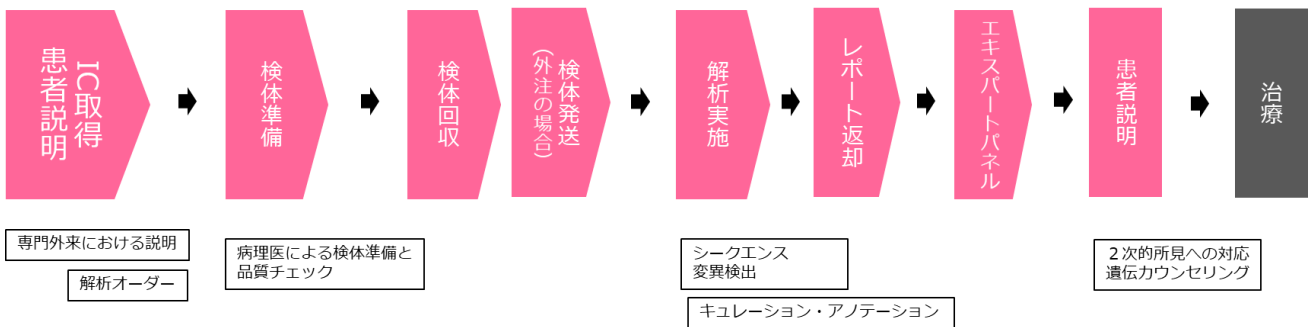 患者説明
IC取得
検体準備
検体回収
検体発送
(外注の場合)
解析実施
レポート返却
エキスパートパネル
患者説明
治療
専門外来における説明
解析オーダー
病理医による検体準備と
品質チェック
シークエンス
変異検出
キュレーション・アノテーション
2次的所見への対応
遺伝カウンセリング